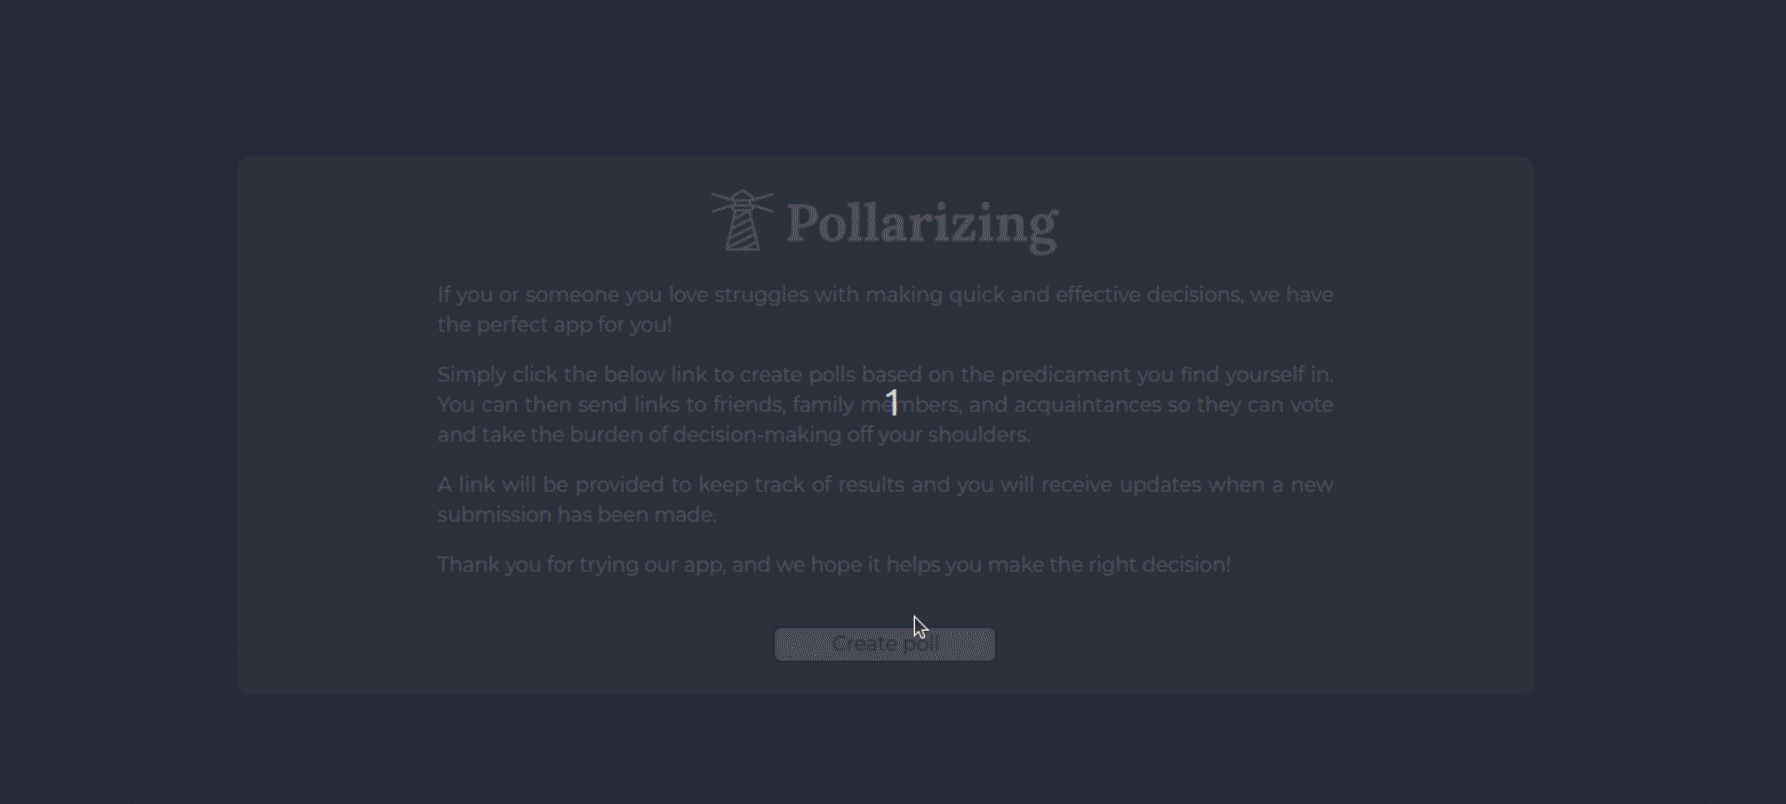 Pollarizing
If you or someone you love struggles with making quick and effective decisions, we have
the perfect app for you!
Simply click the below link to create polls based on the predicament you find yourself in.
You can then send links to friends, family members, and acquaintances so they can vote
and take the burden of decision-making off your shoulders.
1
A link will be provided to keep track of results and you will receive updates when a new
submission has been made.
Thank you for trying our app, and we hope it helps you make the right decision!
Create poll